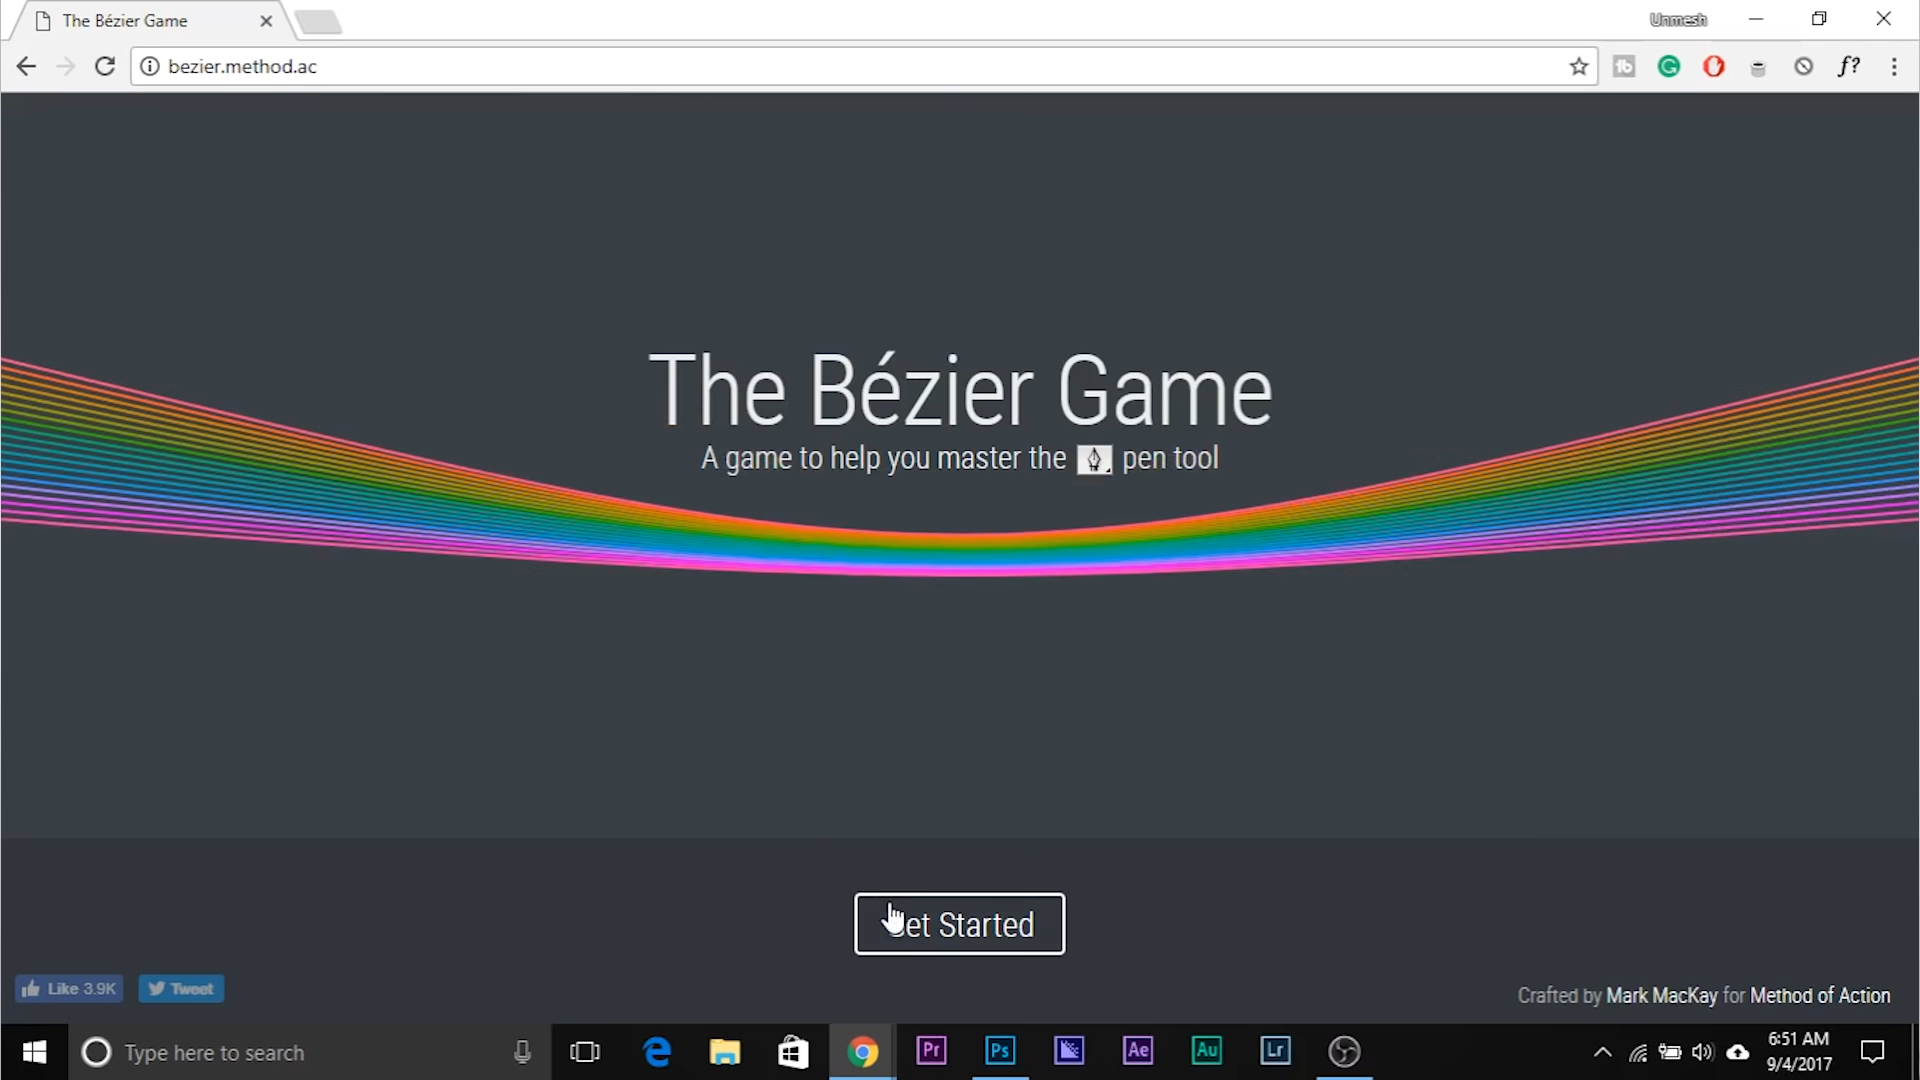 The Bézier Game
Unmesh
bezier.method.ac
f?
The Bézier Game
A game to help you master the pen tool
Get Started
Like 3.9K
Tweet
Crafted by Mark MacKay for Method of Action
Type here to search
Pr
Ps
Ae
Au
Lr
6:51 AM
9/4/2017